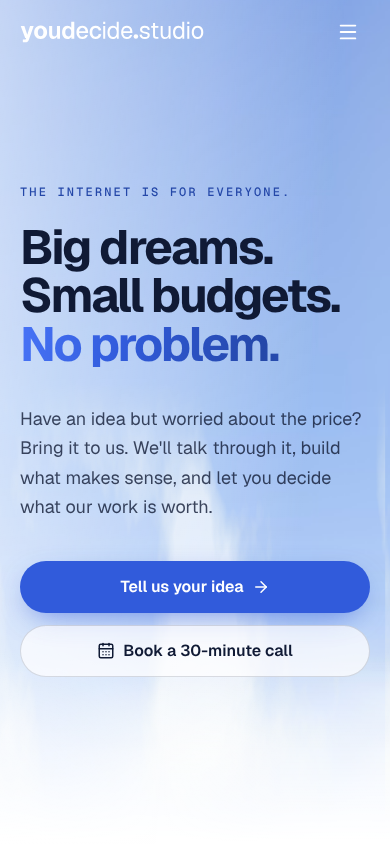 youdecide.studio
THE INTERNET IS FOR EVERYONE.
Big dreams.
Small budgets.
No problem.
Have an idea but worried about the price?
Bring it to us. We'll talk through it, build
what makes sense, and let you decide
what our work is worth.
Tell us your idea →
Book a 30-minute call